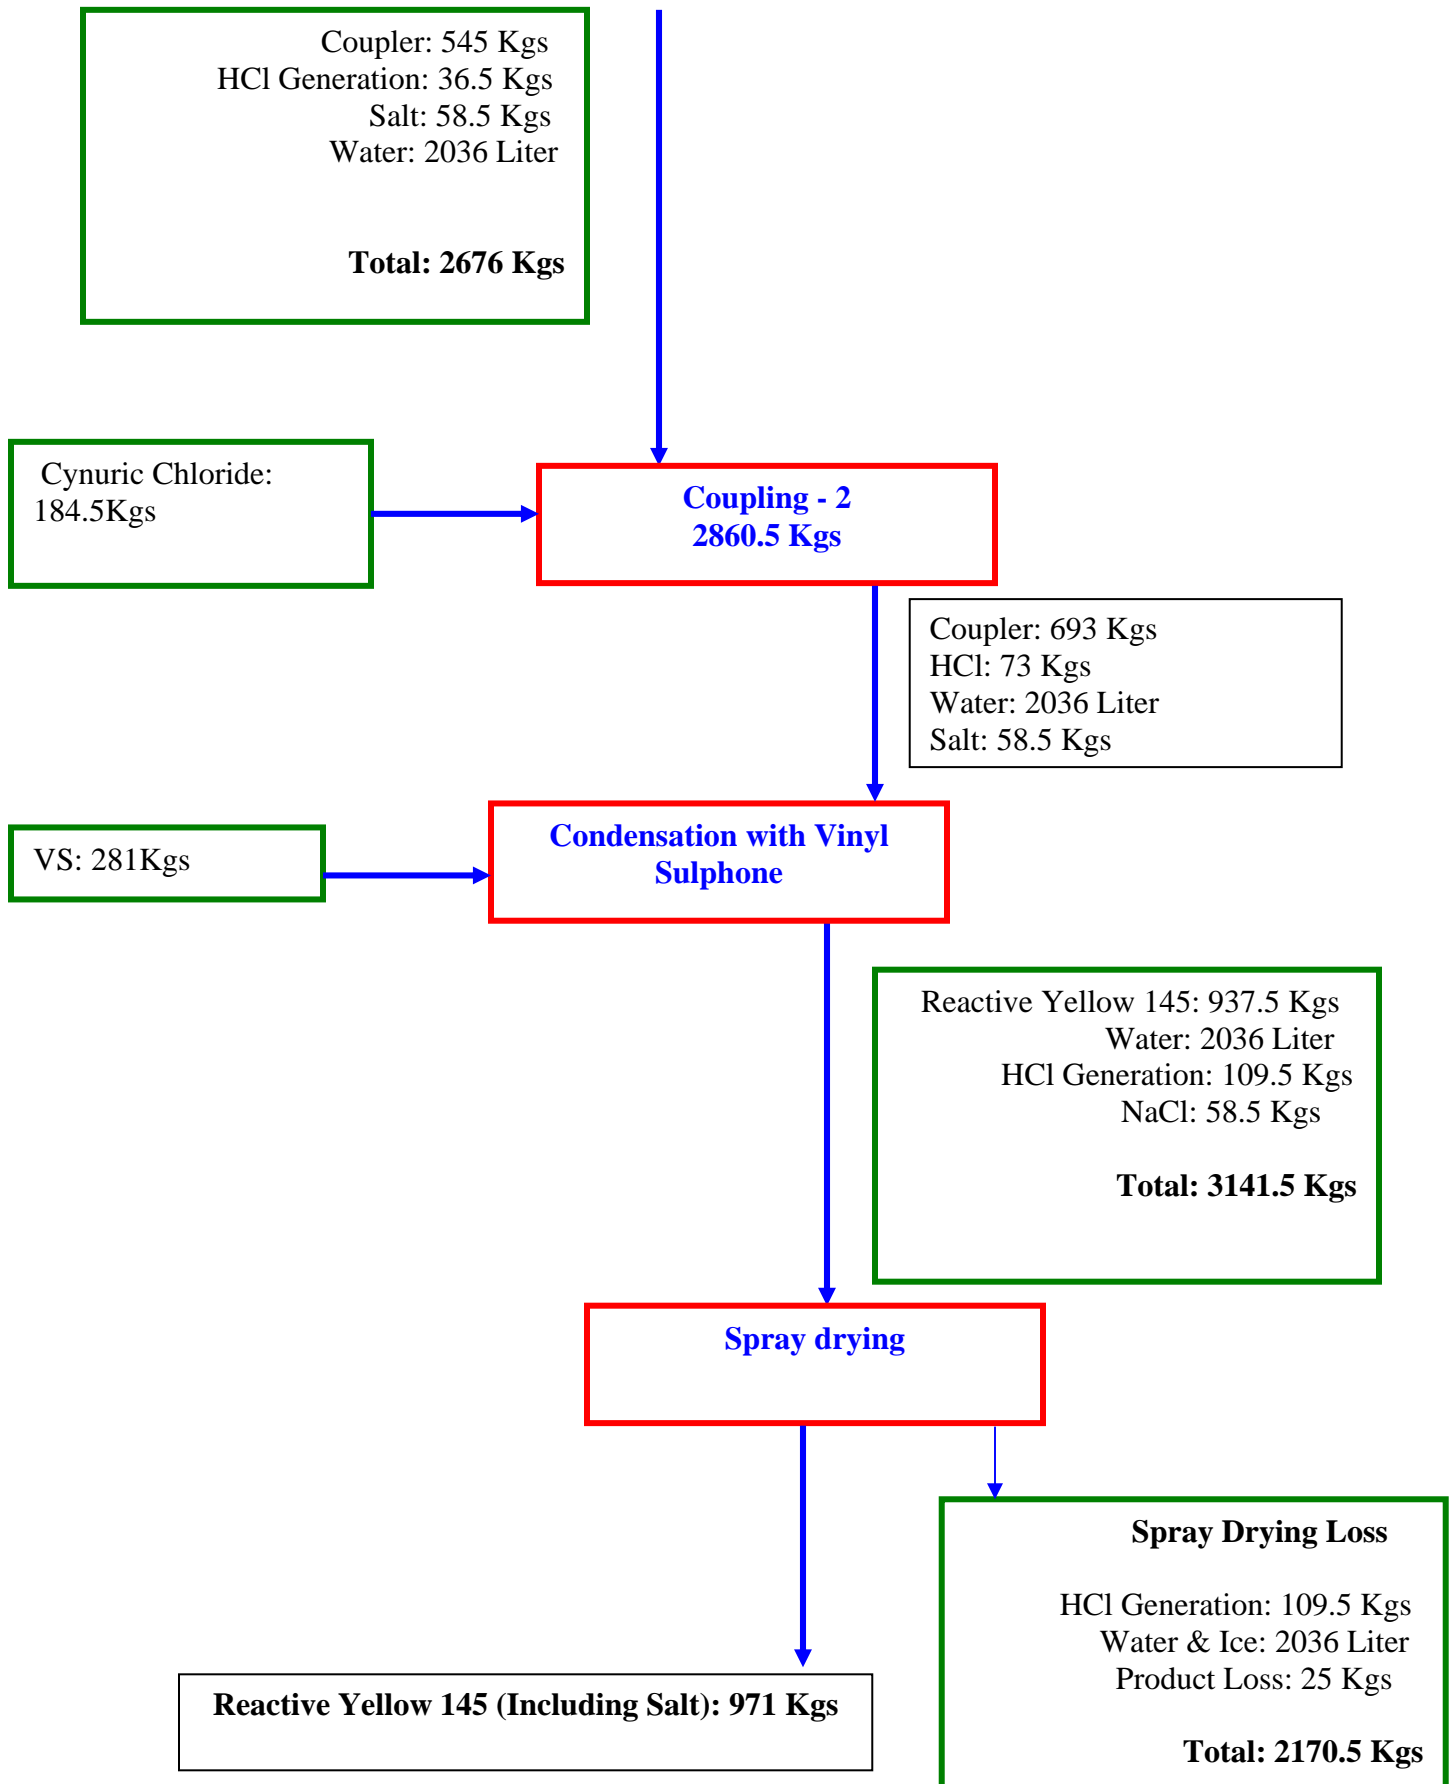 Coupler: 545 Kgs
HCl Generation: 36.5 Kgs
Salt: 58.5 Kgs
Water: 2036 Liter
Total: 2676 Kgs
Cynuric Chloride:
184.5Kgs
Coupling - 2
2860.5 Kgs
Coupler: 693 Kgs
HCl: 73 Kgs
Water: 2036 Liter
Salt: 58.5 Kgs
VS: 281Kgs
Condensation with Vinyl
Sulphone
Reactive Yellow 145: 937.5 Kgs
Water: 2036 Liter
HCl Generation: 109.5 Kgs
NaCl: 58.5 Kgs
Total: 3141.5 Kgs
Spray drying
Spray Drying Loss
HCl Generation: 109.5 Kgs
Water & Ice: 2036 Liter
Product Loss: 25 Kgs
Total: 2170.5 Kgs
Reactive Yellow 145 (Including Salt): 971 Kgs